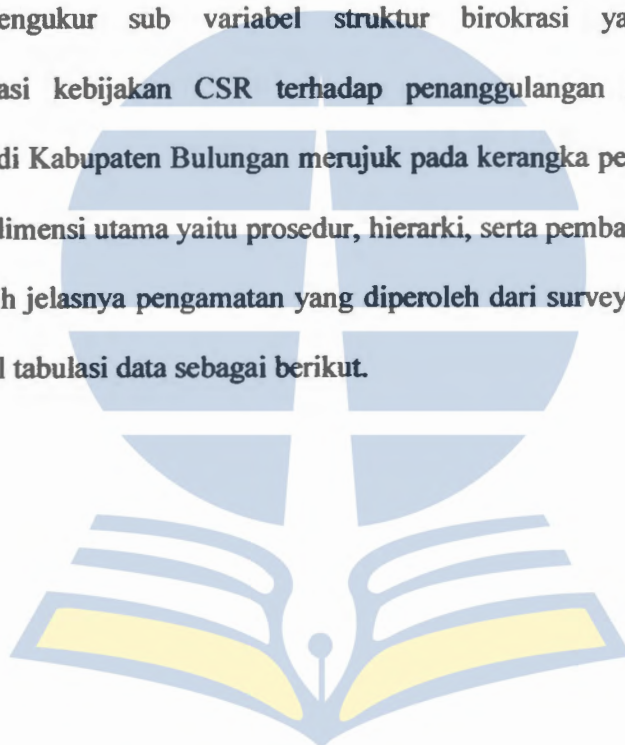 engukur sub variabel struktur birokrasi ya
asi kebijakan CSR terhadap penanggulangan
di Kabupaten Bulungan merujuk pada kerangka pe
dimensi utama yaitu prosedur, hierarki, serta pemba
h jelasnya pengamatan yang diperoleh dari survey
l tabulasi data sebagai berikut.